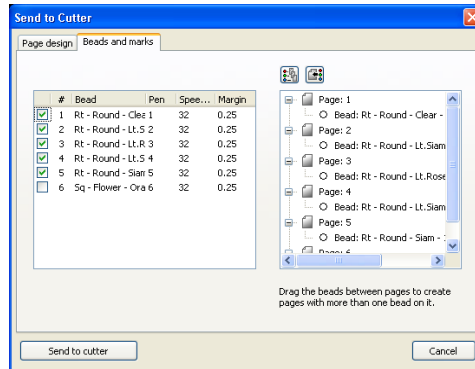 Send to Cutter
Page design Beads and marks
# Bead Pen Spee... Margin
1 Rt - Round - Clea 1 32 0.25
2 Rt - Round - Lt.S 2 32 0.25
3 Rt - Round - Lt.R 3 32 0.25
4 Rt - Round - Lt.S 4 32 0.25
5 Rt - Round - Siam 5 32 0.25
6 Sq - Flower - Ora 6 32 0.25
Page: 1
Bead: Rt - Round - Clear -
Page: 2
Bead: Rt - Round - Lt.Siam
Page: 3
Bead: Rt - Round - Lt.Rose
Page: 4
Bead: Rt - Round - Lt.Siam
Page: 5
Bead: Rt - Round - Siam -
Page: 6
Drag the beads between pages to create
pages with more than one bead on it.
Send to cutter Cancel